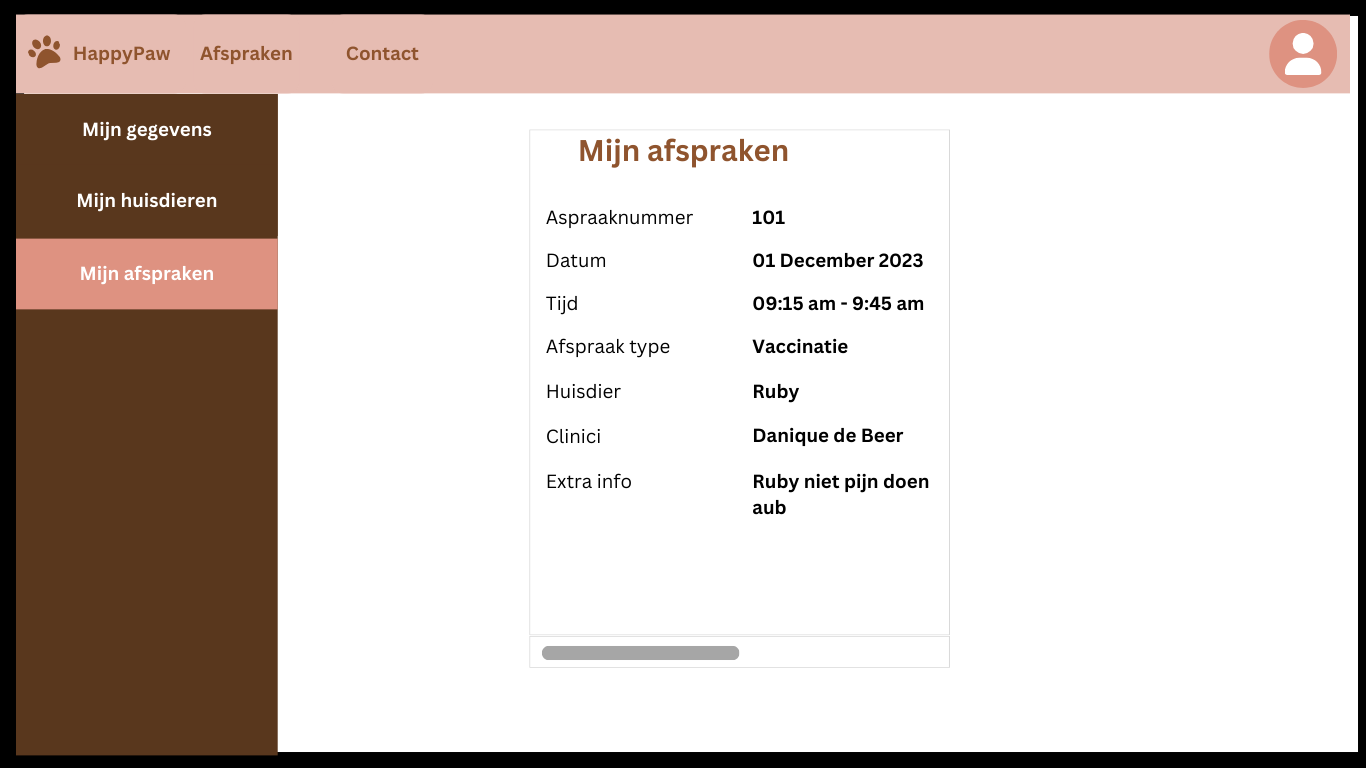 HappyPaw Afspraken Contact
Mijn gegevens
Mijn huisdieren
Mijn afspraken
Mijn afspraken
Aspraaknummer 101
Datum 01 December 2023
Tijd 09:15 am - 9:45 am
Afspraak type Vaccinatie
Huisdier Ruby
Clinici Danique de Beer
Extra info Ruby niet pijn doen
aub